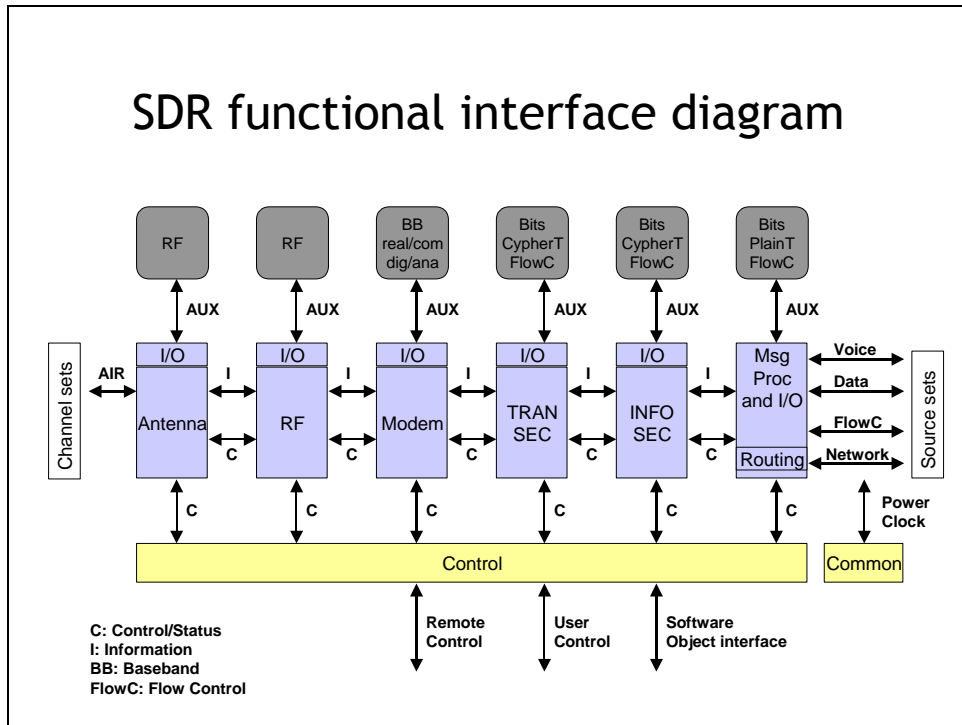 SDR functional interface diagram
RF
RF
BB
real/com
dig/ana
Bits
CypherT
FlowC
Bits
CypherT
FlowC
Bits
PlainT
FlowC
AUX
AUX
AUX
AUX
AUX
AUX
Channel sets
AIR
I/O
Antenna
I
C
I/O
RF
I
C
I/O
Modem
I
C
I/O
TRAN
SEC
I
C
I/O
INFO
SEC
I
C
Msg
Proc
and I/O
Routing
Voice
Data
FlowC
Network
Source sets
C
C
C
C
C
C
Power
Clock
Control
Common
Remote
Control
User
Control
Software
Object interface
C: Control/Status
I: Information
BB: Baseband
FlowC: Flow Control